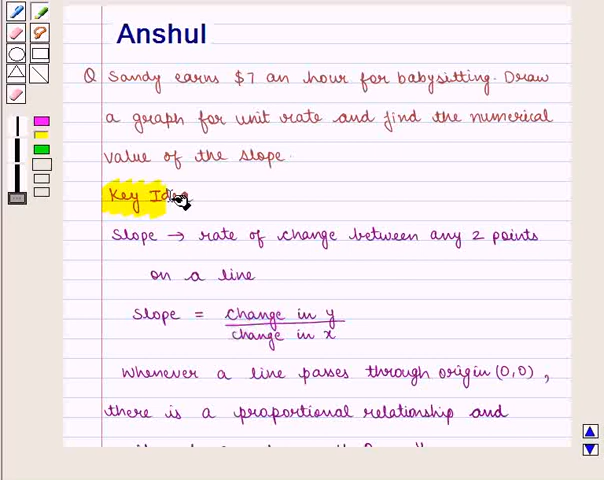 Anshul
Q Sandy earns $7 an hour for babysitting. Draw
a graph for unit rate and find the numerical
value of the slope.
Key Idea
Slope → rate of change between any 2 points
on a line
Slope = change in y
change in x
Whenever a line passes through origin (0,0),
there is a proportional relationship and